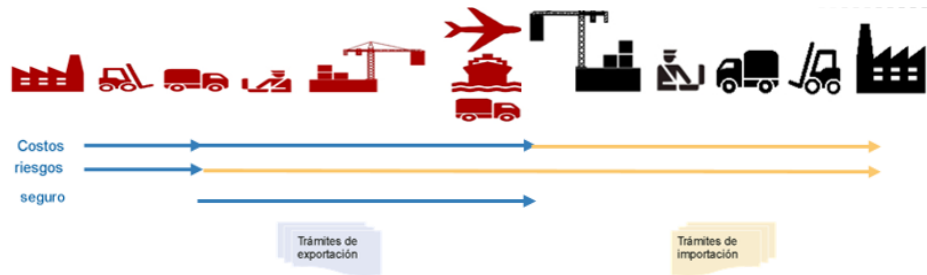 Costos
riesgos
seguro
Trámites de
exportación
Trámites de
importación